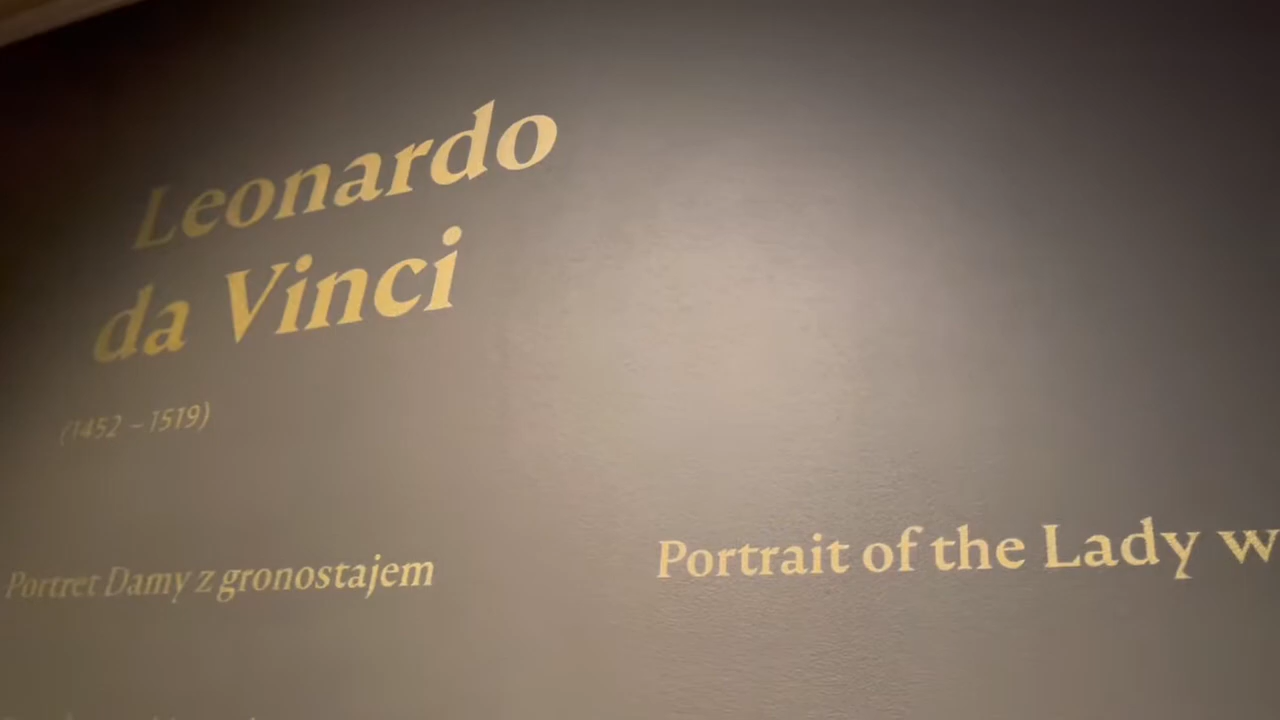 Leonardo
da Vinci
(1452 – 1519)
Portret Damy z gronostajem
Portrait of the Lady w